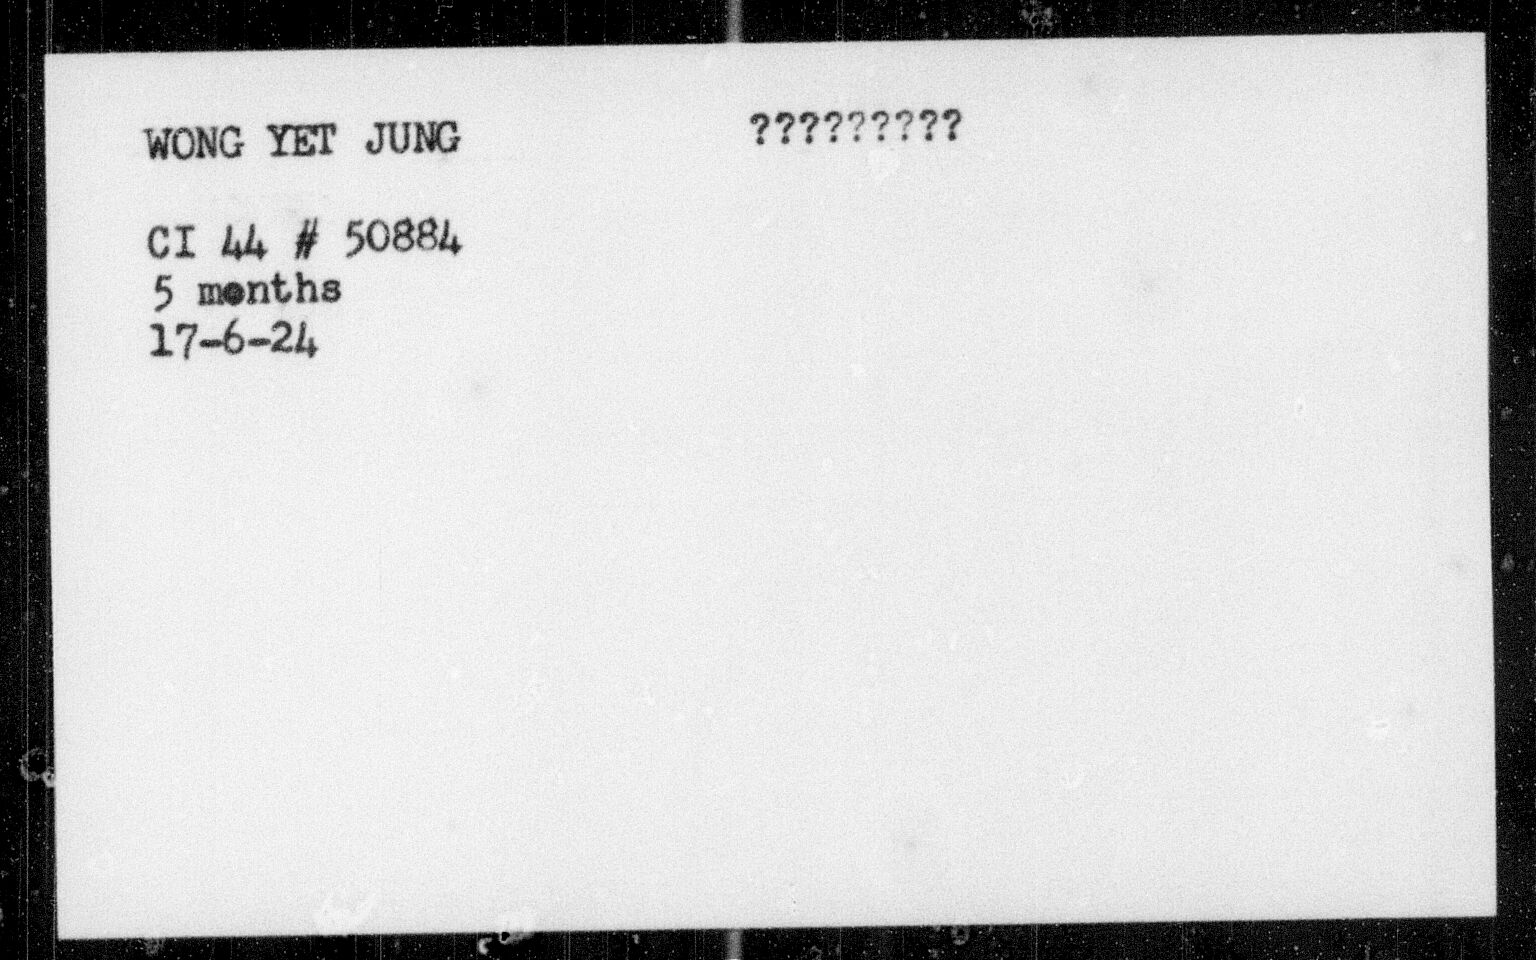 WONG YET JUNG ?????????
CI 44 # 50884
5 months
17-6-24